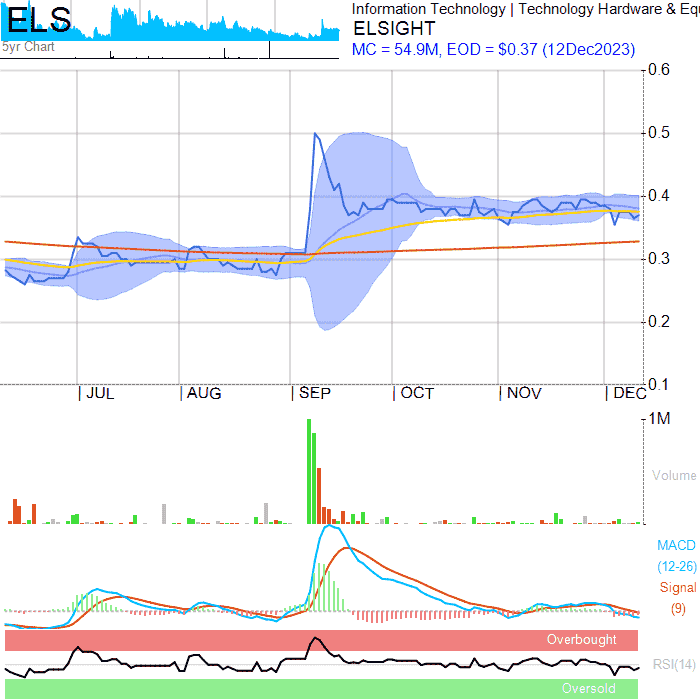 ELS
5yr Chart
Information Technology | Technology Hardware & Equ
ELSIGHT
MC = 54.9M, EOD = $0.37 (12Dec2023)
0.6
0.5
0.4
0.3
0.2
0.1
| JUL | AUG | SEP | OCT | NOV | DEC
1M
Volume
MACD
(12-26)
Signal
(9)
Overbought
RSI(14)
Oversold